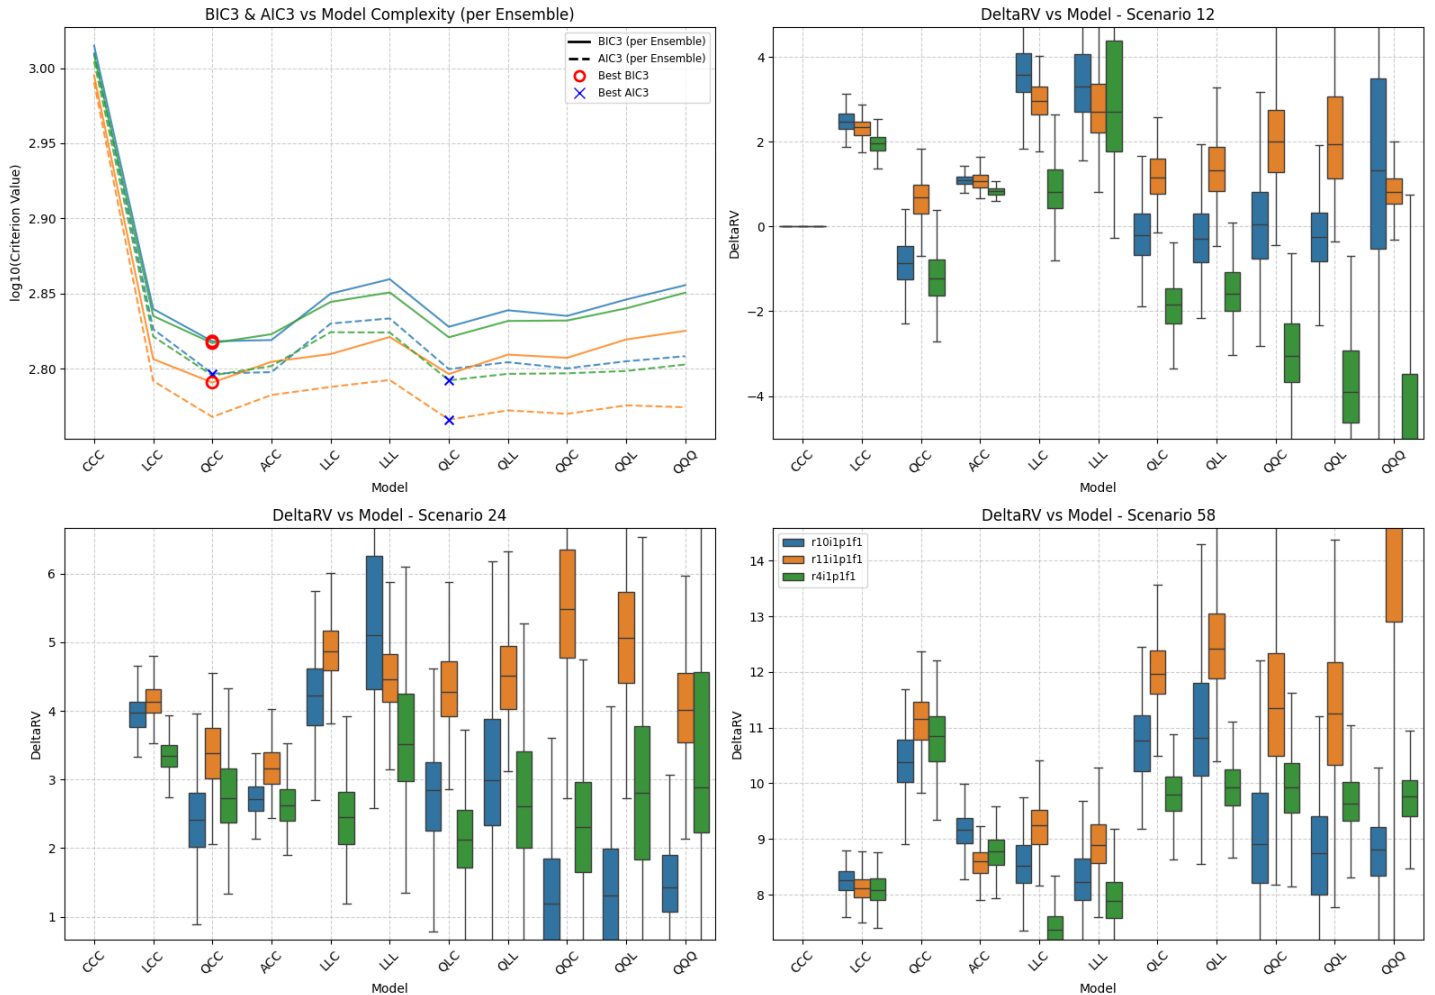 BIC3 & AIC3 vs Model Complexity (per Ensemble)
log10(Criterion Value)
3.00
2.95
2.90
2.85
2.80
BIC3 (per Ensemble)
AIC3 (per Ensemble)
Best BIC3
Best AIC3
CCC LCC QCC ACC LLC LLL QLC QLL QQC QQL QQQ
Model
DeltaRV vs Model - Scenario 12
DeltaRV
4
2
0
−2
−4
CCC LCC QCC ACC LLC LLL QLC QLL QQC QQL QQQ
Model
DeltaRV vs Model - Scenario 24
DeltaRV
6
5
4
3
2
1
CCC LCC QCC ACC LLC LLL QLC QLL QQC QQL QQQ
Model
DeltaRV vs Model - Scenario 58
DeltaRV
14
13
12
11
10
9
8
r10i1p1f1
r11i1p1f1
r4i1p1f1
CCC LCC QCC ACC LLC LLL QLC QLL QQC QQL QQQ
Model